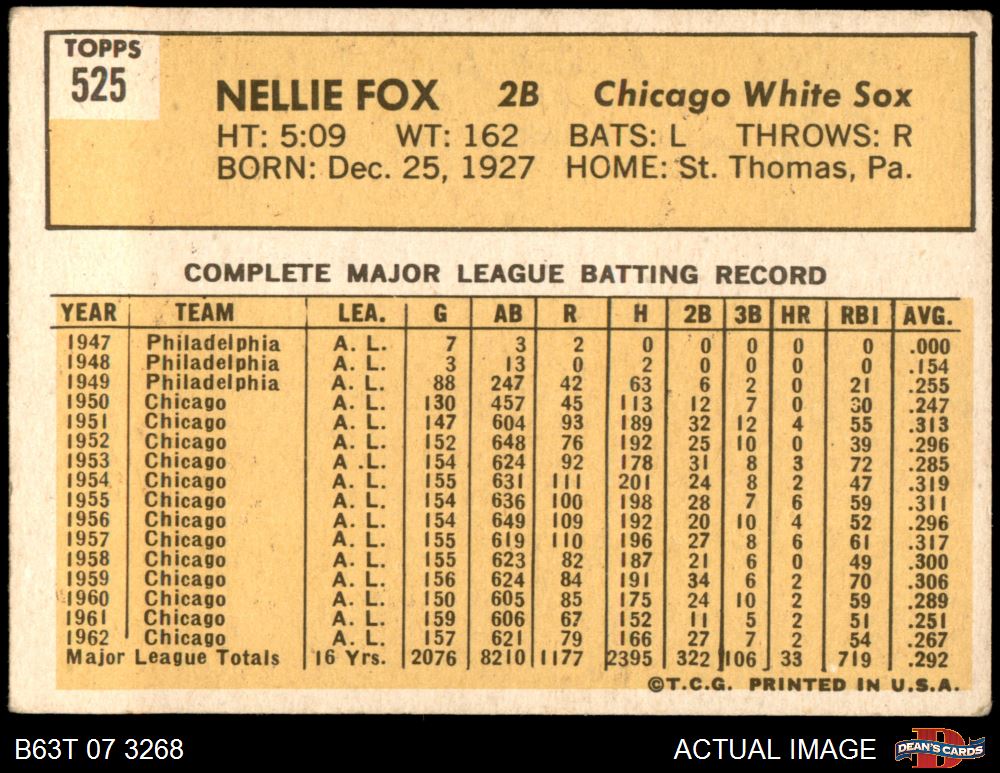 TOPPS
525
NELLIE FOX 2B Chicago White Sox
HT: 5:09 WT: 162 BATS: L THROWS: R
BORN: Dec. 25, 1927 HOME: St. Thomas, Pa.
COMPLETE MAJOR LEAGUE BATTING RECORD
YEAR TEAM LEA. G AB R H 2B 3B HR RBI AVG.
1947 Philadelphia A. L. 7 3 2 0 0 0 0 0 .000
1948 Philadelphia A. L. 3 13 0 2 0 0 0 0 .154
1949 Philadelphia A. L. 88 247 42 63 6 2 0 21 .255
1950 Chicago A. L. 130 457 45 113 12 7 0 30 .247
1951 Chicago A. L. 147 604 93 189 32 12 4 55 .313
1952 Chicago A. L. 152 648 76 192 25 10 0 39 .296
1953 Chicago A .L. 154 624 92 178 31 8 3 72 .285
1954 Chicago A. L. 155 631 111 201 24 8 2 47 .319
1955 Chicago A. L. 154 636 100 198 28 7 6 59 .311
1956 Chicago A. L. 154 649 109 192 20 10 4 52 .296
1957 Chicago A. L. 155 619 110 196 27 8 6 61 .317
1958 Chicago A. L. 155 623 82 187 21 6 0 49 .300
1959 Chicago A. L. 156 624 84 191 34 6 2 70 .306
1960 Chicago A. L. 150 605 85 175 24 10 2 59 .289
1961 Chicago A. L. 159 606 67 152 11 5 2 51 .251
1962 Chicago A. L. 157 621 79 166 27 7 2 54 .267
Major League Totals 16 Yrs. 2076 8210 1177 2395 322 106 33 719 .292
©T.C.G. PRINTED IN U.S.A.
B63T 07 3268 ACTUAL IMAGE DEAN'S CARDS